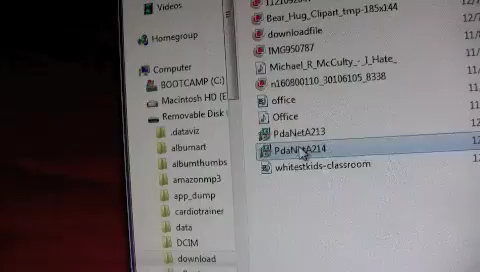 Videos
Homegroup
Computer
BOOTCAMP (C:)
Macintosh HD (E
Removable Disk
.dataviz
albumart
albumthumbs
amazonmp3
app_dump
cardiotrainer
data
DCIM
download
Bear_Hug_Clipart_tmp-185x144
downloadfile
IMG950787
Michael_R_McCulty_-_I_Hate_
n160800110_30106105_8338
office
Office
PdaNetA213
PdaNetA214
whitestkids-classroom